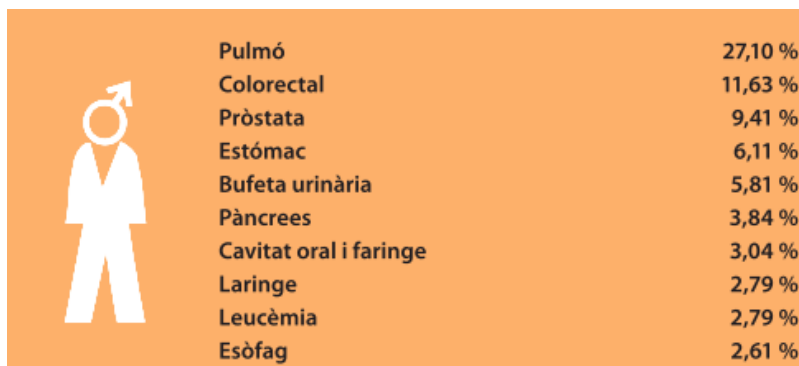 Pulmó 27,10 %
Colorectal 11,63 %
Pròstata 9,41 %
Estómac 6,11 %
Bufeta urinària 5,81 %
Pàncrees 3,84 %
Cavitat oral i faringe 3,04 %
Laringe 2,79 %
Leucèmia 2,79 %
Esòfag 2,61 %